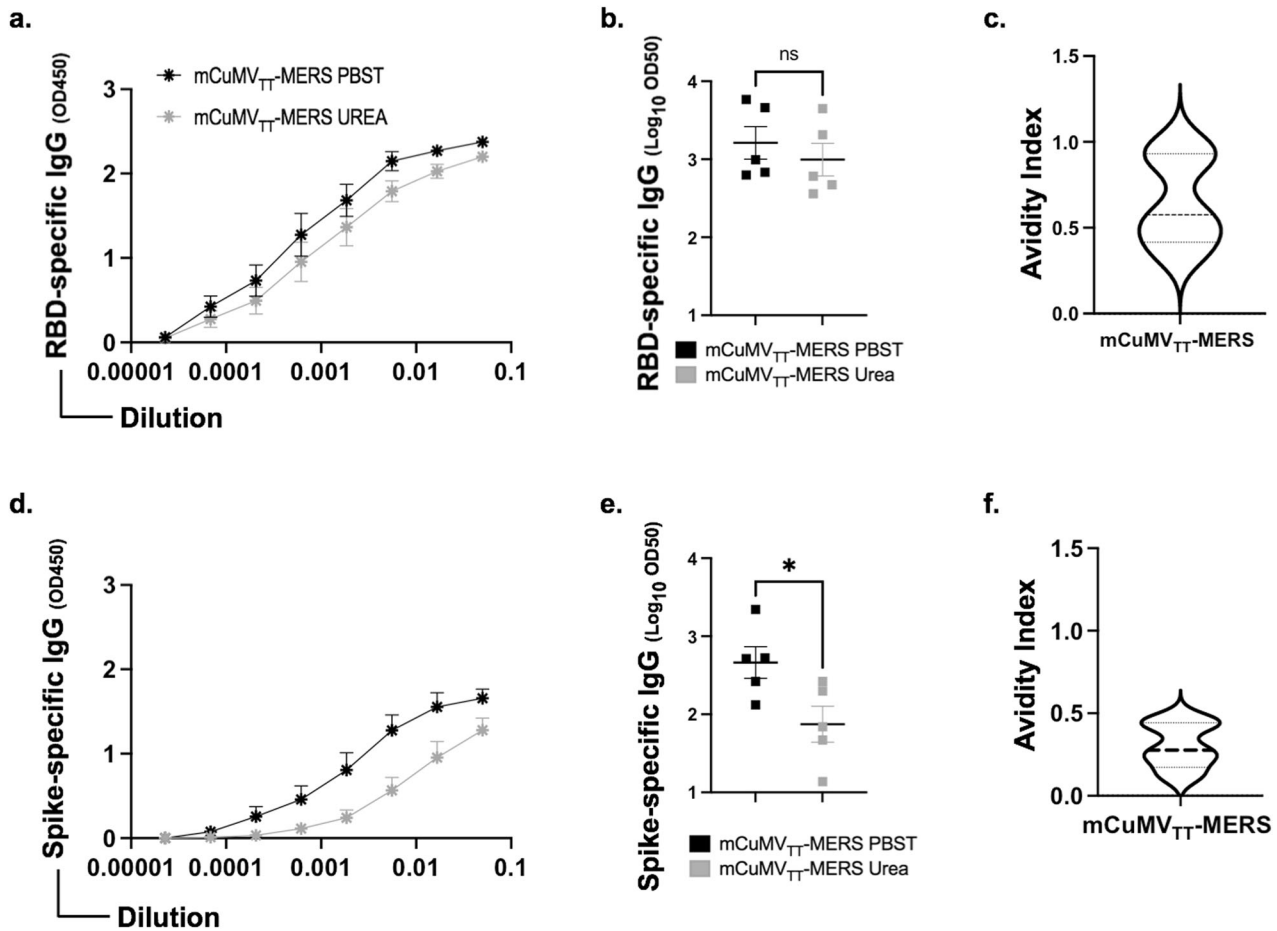 a.
RBD-specific IgG (OD450)
mCuMVTT-MERS PBST
mCuMVTT-MERS UREA
3
2
1
0
0.00001 0.0001 0.001 0.01 0.1
Dilution
b.
RBD-specific IgG (Log10 OD50)
ns
4
3
2
1
mCuMVTT-MERS PBST
mCuMVTT-MERS Urea
c.
Avidity Index
1.5
1.0
0.5
0.0
mCuMVTT-MERS
d.
Spike-specific IgG (OD450)
3
2
1
0
0.00001 0.0001 0.001 0.01 0.1
Dilution
e.
Spike-specific IgG (Log10 OD50)
*
4
3
2
1
mCuMVTT-MERS PBST
mCuMVTT-MERS Urea
f.
Avidity Index
1.5
1.0
0.5
0.0
mCuMVTT-MERS